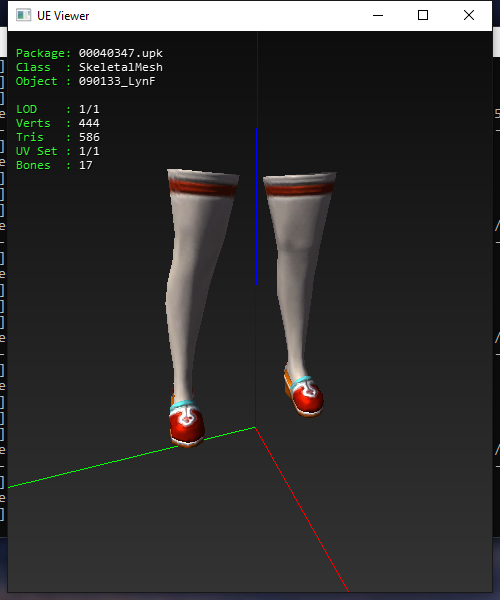 UE Viewer
Package: 00040347.upk
Class  : SkeletalMesh
Object : 090133_LynF
LOD    : 1/1
Verts  : 444
Tris   : 586
UV Set : 1/1
Bones  : 17